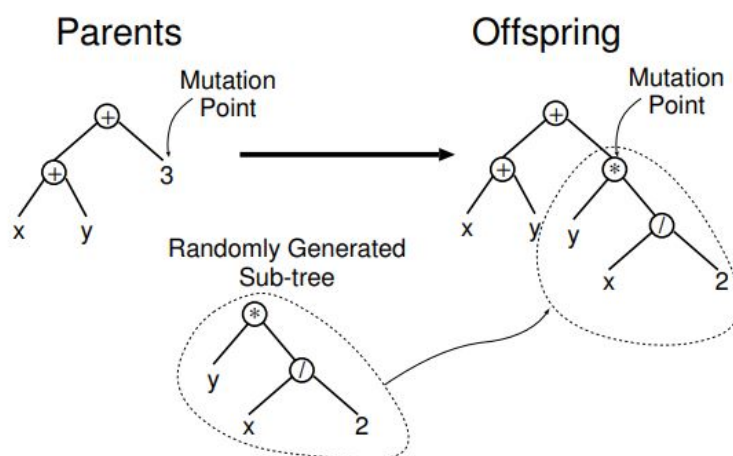 Parents
Offspring
Mutation
Point
Mutation
Point
+
+
3
x
y
+
+
*
x
y
y
/
x
2
Randomly Generated
Sub-tree
*
y
/
x
2